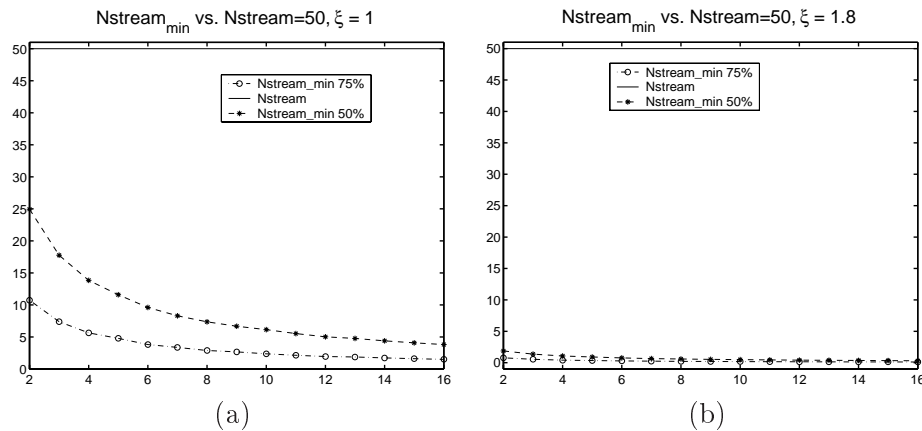 Nstream_min vs. Nstream=50, ξ = 1
50
45
40
35
30
25
20
15
10
5
0
2 4 6 8 10 12 14 16
Nstream_min 75%
Nstream
Nstream_min 50%
(a)
Nstream_min vs. Nstream=50, ξ = 1.8
50
45
40
35
30
25
20
15
10
5
0
2 4 6 8 10 12 14 16
Nstream_min 75%
Nstream
Nstream_min 50%
(b)